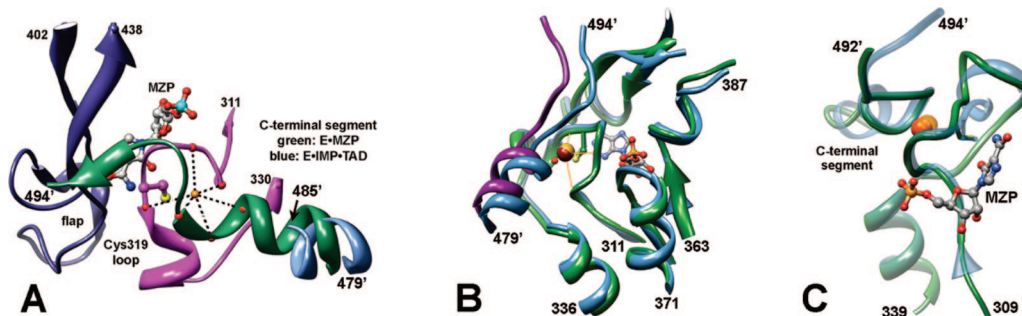 402
438
MZP
311
C-terminal segment
green: E•MZP
blue: E•IMP•TAD
330
485'
494'
flap
Cys319
loop
479'
A
494'
387
479'
311
363
336
371
B
494'
492'
C-terminal
segment
MZP
339
309
C